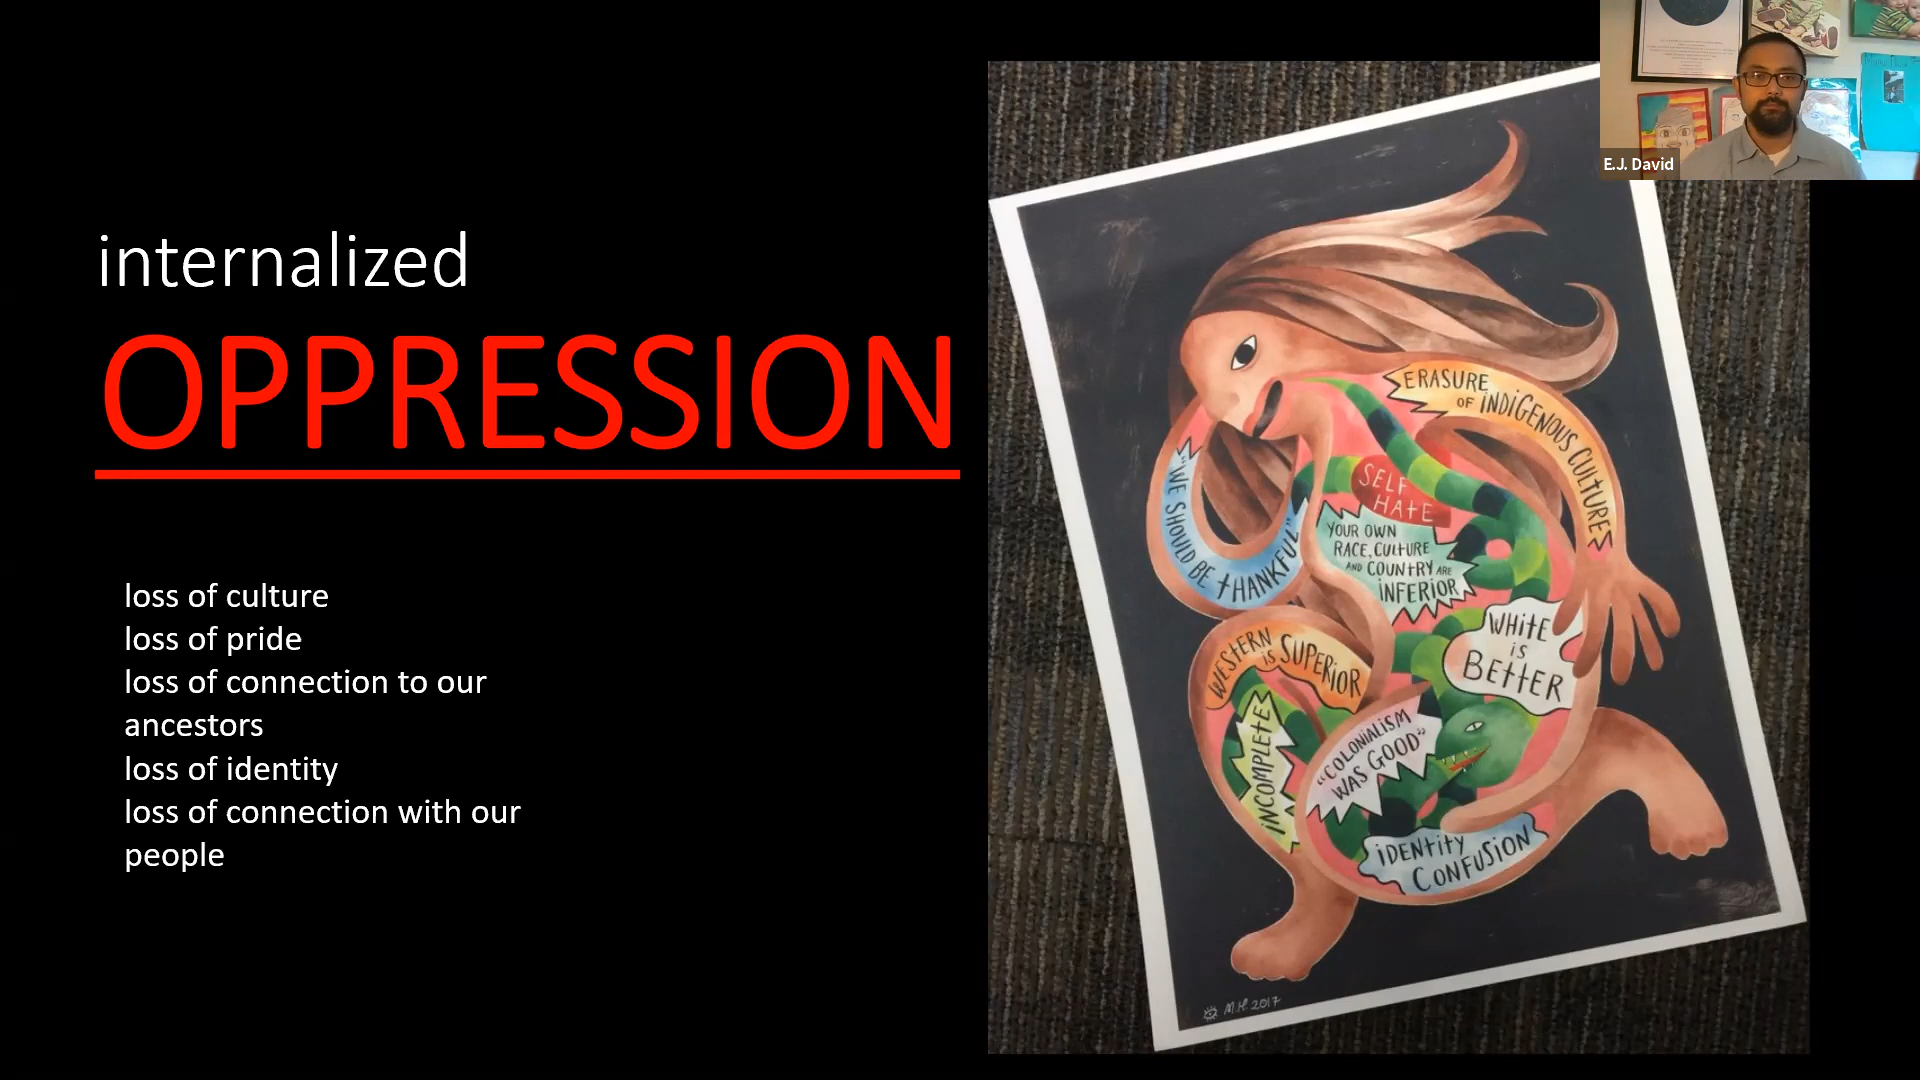 internalized
OPPRESSION
loss of culture
loss of pride
loss of connection to our
ancestors
loss of identity
loss of connection with our
people
E.J. David
ERASURE
OF INDIGENOUS CULTURES
"WE SHOULD BE THANKFUL"
SELF
HATE
YOUR OWN
RACE, CULTURE
AND COUNTRY ARE
INFERIOR
WHITE
IS
BETTER
WESTERN
IS SUPERIOR
INCOMPLETE
"COLONIALISM
WAS GOOD"
IDENTITY
CONFUSION
M.H. 2017